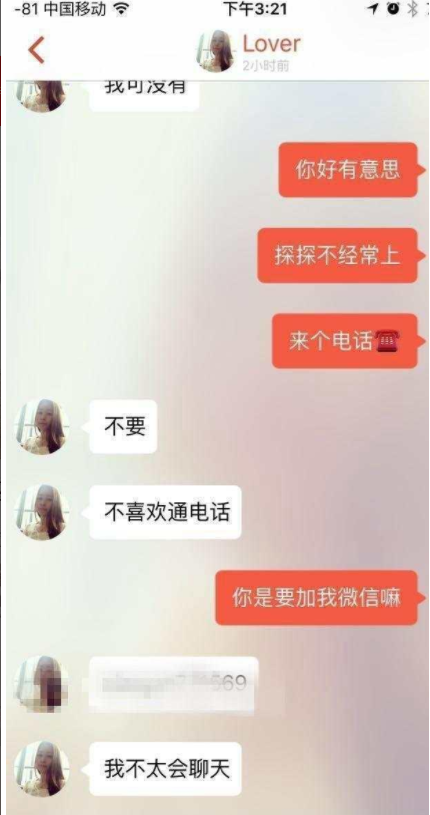 -81 中国移动 下午3:21
Lover
2小时前
我可没有
你好有意思
探探不经常上
来个电话☎️
不要
不喜欢通电话
你是要加我微信嘛
我不太会聊天